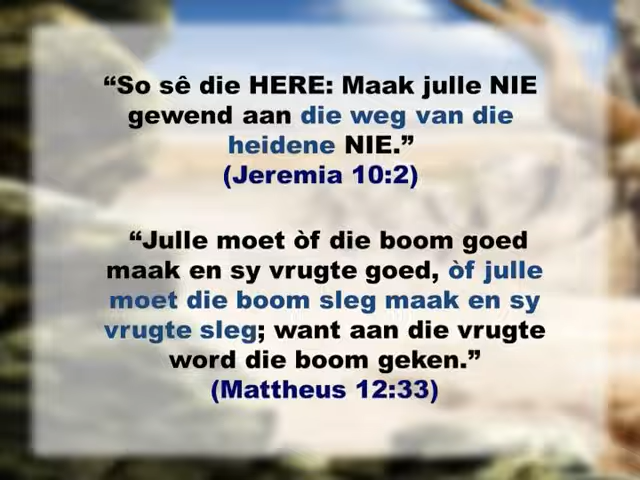 “So sê die HERE: Maak julle NIE
gewend aan die weg van die
heidene NIE.”
(Jeremia 10:2)
“Julle moet òf die boom goed
maak en sy vrugte goed, òf julle
moet die boom sleg maak en sy
vrugte sleg; want aan die vrugte
word die boom geken.”
(Mattheus 12:33)